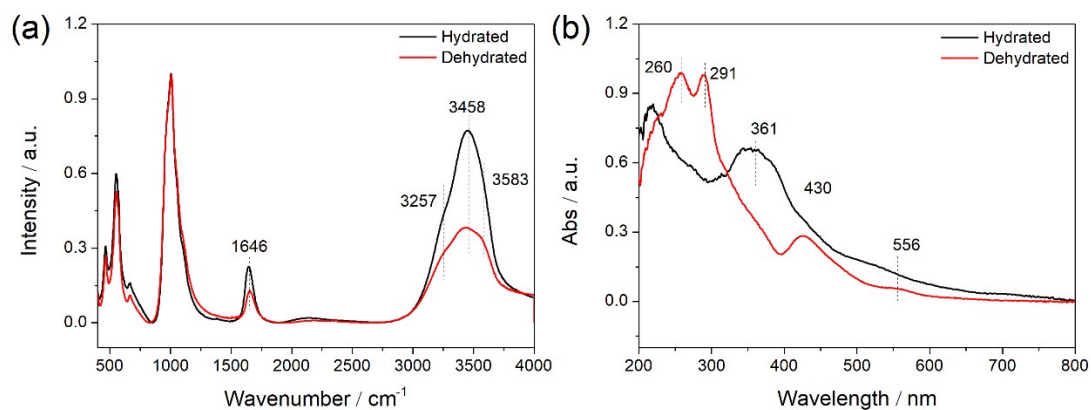 (a)
1.2
0.9
0.6
0.3
0.0
Intensity / a.u.
Hydrated
Dehydrated
3458
3257
3583
1646
500 1000 1500 2000 2500 3000 3500 4000
Wavenumber / cm⁻¹
(b)
1.2
0.9
0.6
0.3
0.0
Abs / a.u.
Hydrated
Dehydrated
260
291
361
430
556
200 300 400 500 600 700 800
Wavelength / nm